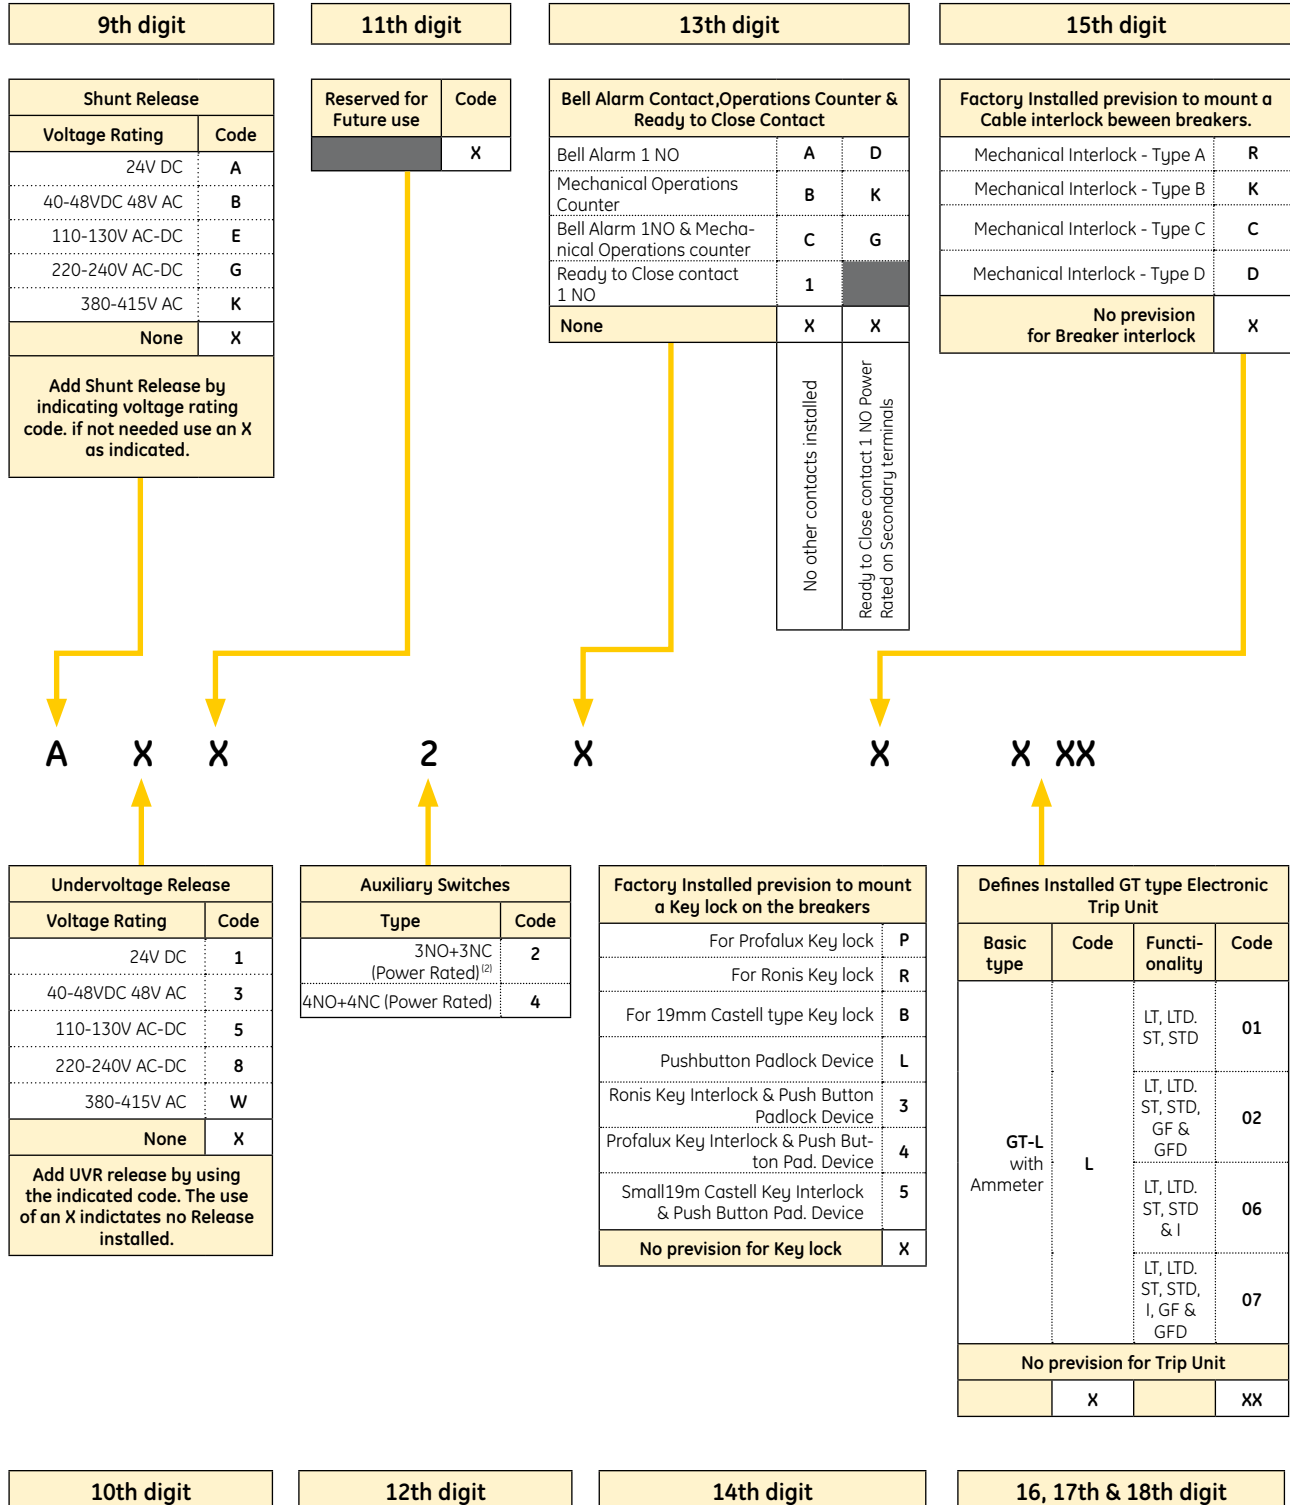 9th digit
11th digit
13th digit
15th digit
Shunt Release
Voltage Rating Code
24V DC A
40-48VDC 48V AC B
110-130V AC-DC E
220-240V AC-DC G
380-415V AC K
None X
Add Shunt Release by
indicating voltage rating
code. if not needed use an X
as indicated.
Reserved for
Future use
Code
X
Bell Alarm Contact,Operations Counter &
Ready to Close Contact
Bell Alarm 1 NO A D
Mechanical Operations
Counter
B K
Bell Alarm 1NO & Mecha-
nical Operations counter
C G
Ready to Close contact
1 NO
1
None X X
No other contacts installed
Ready to Close contact 1 NO Power
Rated on Secondary terminals
Factory Installed prevision to mount a
Cable interlock beween breakers.
Mechanical Interlock - Type A R
Mechanical Interlock - Type B K
Mechanical Interlock - Type C C
Mechanical Interlock - Type D D
No prevision
for Breaker interlock
X
A X X 2 X X X XX
Undervoltage Release
Voltage Rating Code
24V DC 1
40-48VDC 48V AC 3
110-130V AC-DC 5
220-240V AC-DC 8
380-415V AC W
None X
Add UVR release by using
the indicated code. The use
of an X indictates no Release
installed.
Auxiliary Switches
Type Code
3NO+3NC
(Power Rated) (2)
2
4NO+4NC (Power Rated) 4
Factory Installed prevision to mount
a Key lock on the breakers
For Profalux Key lock P
For Ronis Key lock R
For 19mm Castell type Key lock B
Pushbutton Padlock Device L
Ronis Key Interlock & Push Button
Padlock Device
3
Profalux Key Interlock & Push But-
ton Pad. Device
4
Small19m Castell Key Interlock
& Push Button Pad. Device
5
No prevision for Key lock X
Defines Installed GT type Electronic
Trip Unit
Basic
type
Code
Functi-
onality
Code
GT-L
with
Ammeter
L
LT, LTD.
ST, STD
01
LT, LTD.
ST, STD,
GF &
GFD
02
LT, LTD.
ST, STD
& I
06
LT, LTD.
ST, STD,
I, GF &
GFD
07
No prevision for Trip Unit
X XX
10th digit
12th digit
14th digit
16, 17th & 18th digit